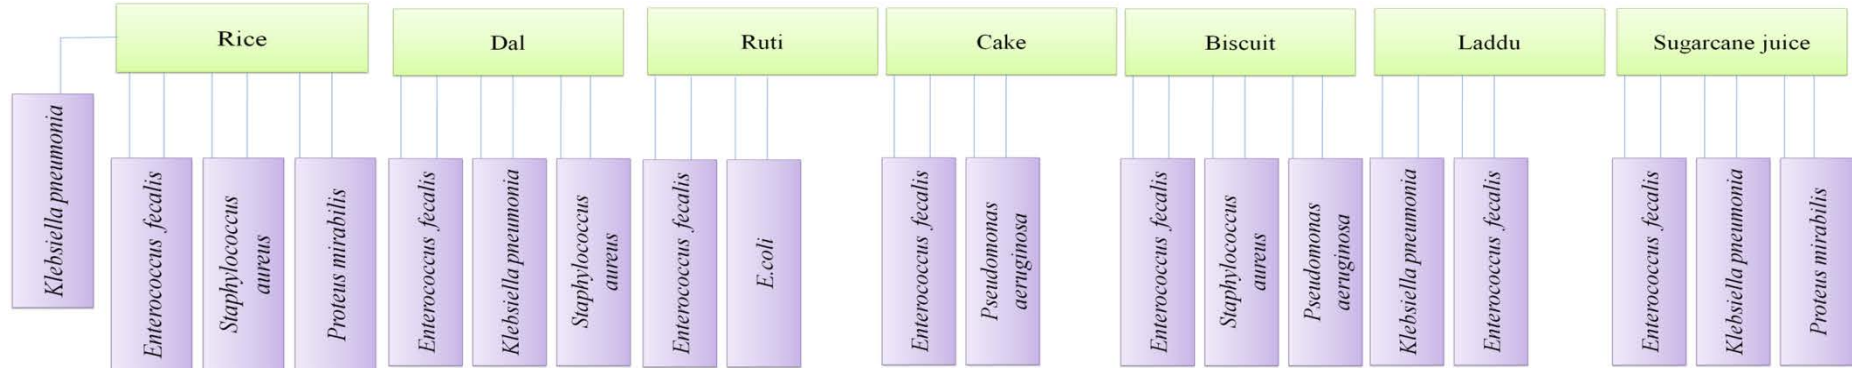 Rice
Dal
Ruti
Cake
Biscuit
Laddu
Sugarcane juice
Klebsiella pneumonia
Enterococcus fecalis
Staphylococcus
aureus
Proteus mirabilis
Enterococcus fecalis
Klebsiella pneumonia
Staphylococcus
aureus
Enterococcus fecalis
E.coli
Enterococcus fecalis
Pseudomonas
aeruginosa
Enterococcus fecalis
Staphylococcus
aureus
Pseudomonas
aeruginosa
Klebsiella pneumonia
Enterococcus fecalis
Enterococcus fecalis
Klebsiella pneumonia
Proteus mirabilis